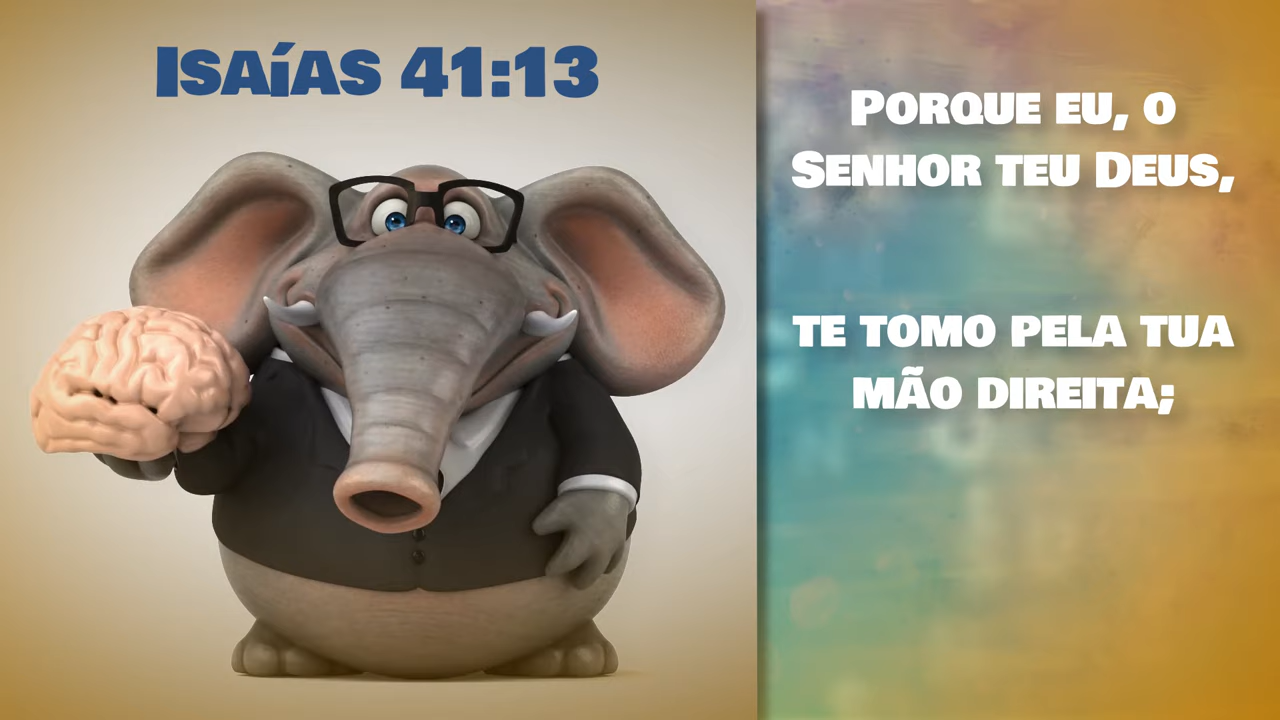 Isaías 41:13
Porque eu, o
Senhor teu Deus,
te tomo pela tua
mão direita;